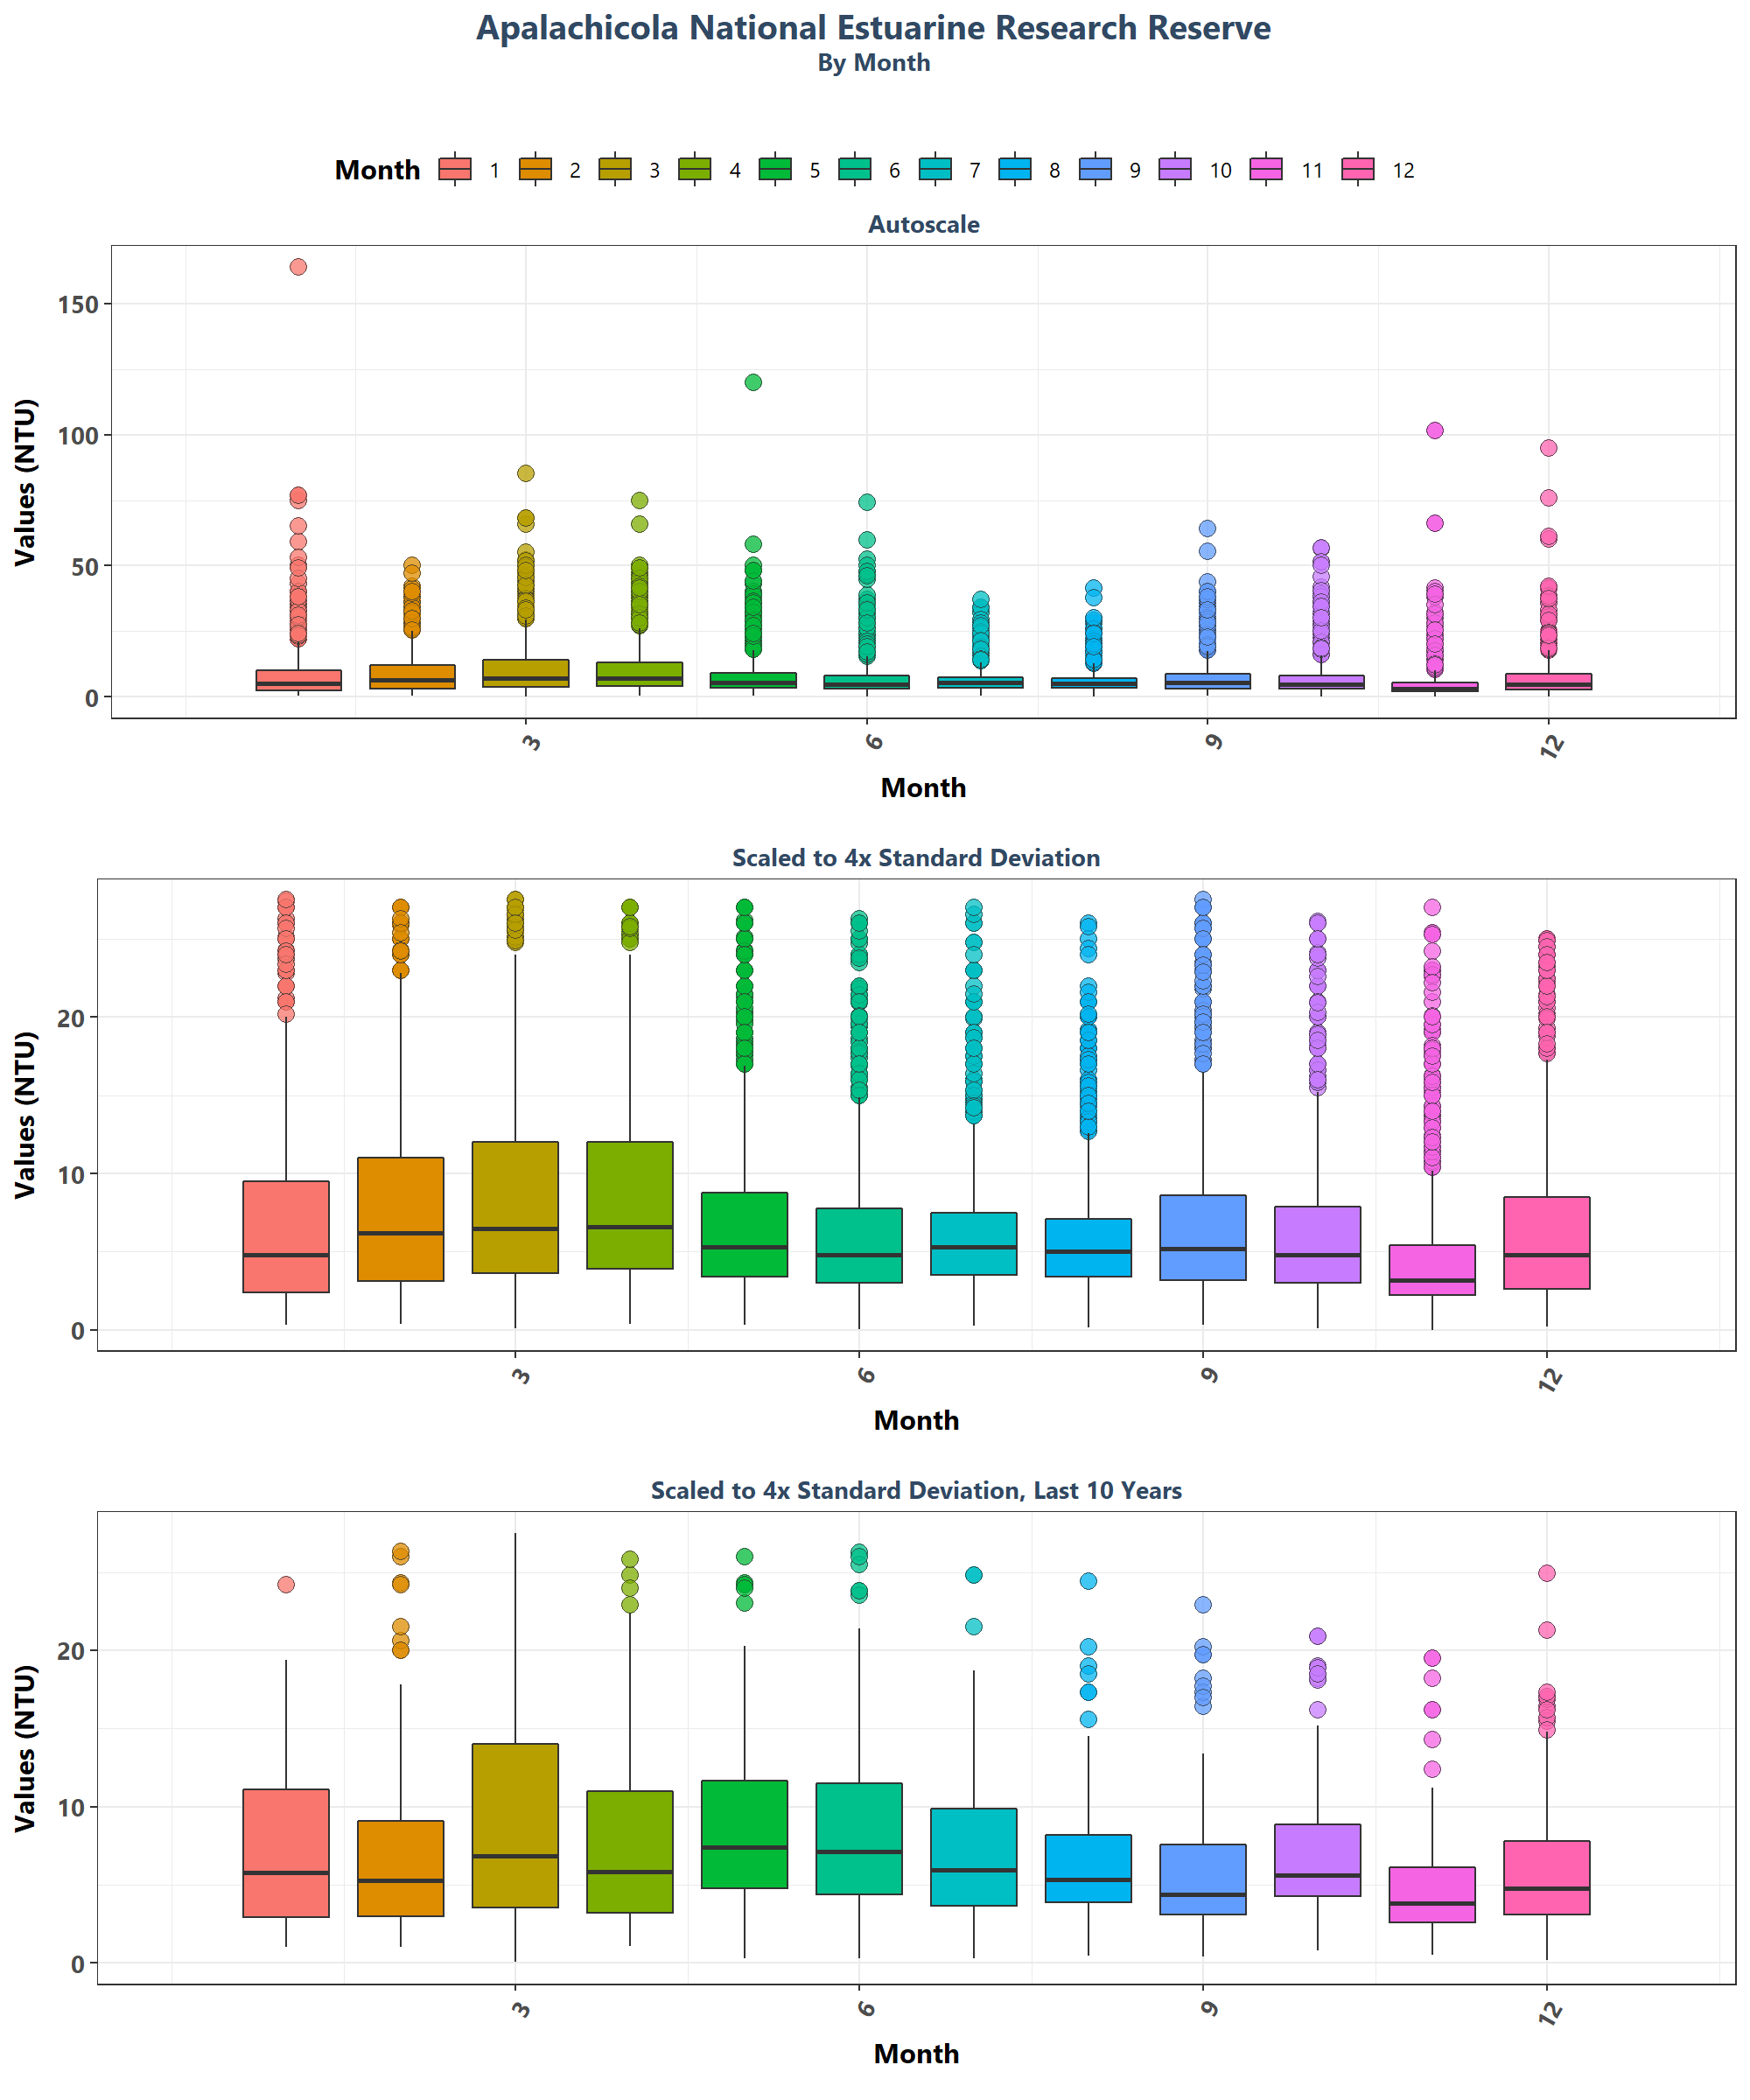 Apalachicola National Estuarine Research Reserve
By Month
Month 1 2 3 4 5 6 7 8 9 10 11 12
Autoscale
Values (NTU)
150
100
50
0
3 6 9 12
Month
Scaled to 4x Standard Deviation
Values (NTU)
20
10
0
3 6 9 12
Month
Scaled to 4x Standard Deviation, Last 10 Years
Values (NTU)
20
10
0
3 6 9 12
Month